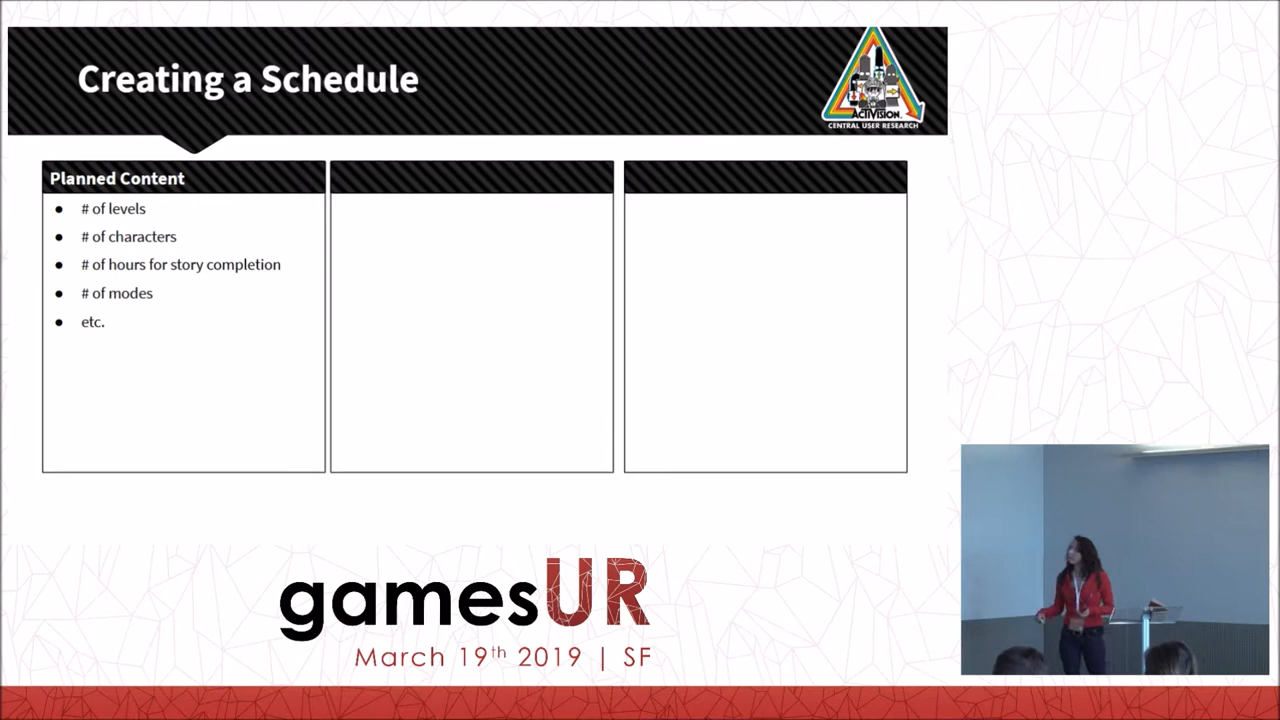 Creating a Schedule
ACTIVISION
CENTRAL USER RESEARCH
Planned Content
● # of levels
● # of characters
● # of hours for story completion
● # of modes
● etc.
gamesUR
March 19th 2019 | SF